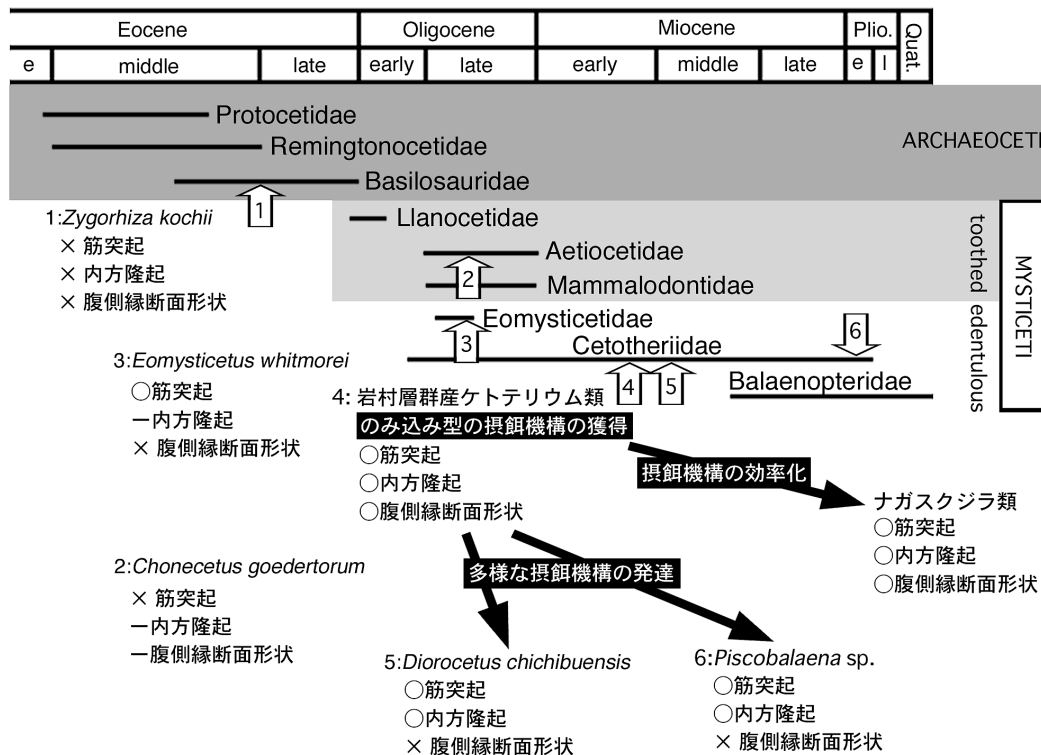 Eocene Oligocene Miocene Plio. Quat.
e middle late early late early middle late e l
Protocetidae
ARCHAEOCETI
Remingtonocetidae
Basilosauridae
1
1:Zygorhiza kochii
× 筋突起
× 内方隆起
× 腹側縁断面形状
Llanocetidae
Aetiocetidae
2
Mammalodontidae
toothed
edentulous
MYSTICETI
Eomysticetidae
3
6
Cetotheriidae
4 5
Balaenopteridae
3:Eomysticetus whitmorei
○筋突起
ー内方隆起
× 腹側縁断面形状
4: 岩村層群産ケトテリウム類
のみ込み型の摂餌機構の獲得
○筋突起
○内方隆起
○腹側縁断面形状
摂餌機構の効率化
ナガスクジラ類
○筋突起
○内方隆起
○腹側縁断面形状
2:Chonecetus goedertorum
× 筋突起
ー内方隆起
ー腹側縁断面形状
多様な摂餌機構の発達
5:Diorocetus chichibuensis
○筋突起
○内方隆起
× 腹側縁断面形状
6:Piscobalaena sp.
○筋突起
○内方隆起
× 腹側縁断面形状